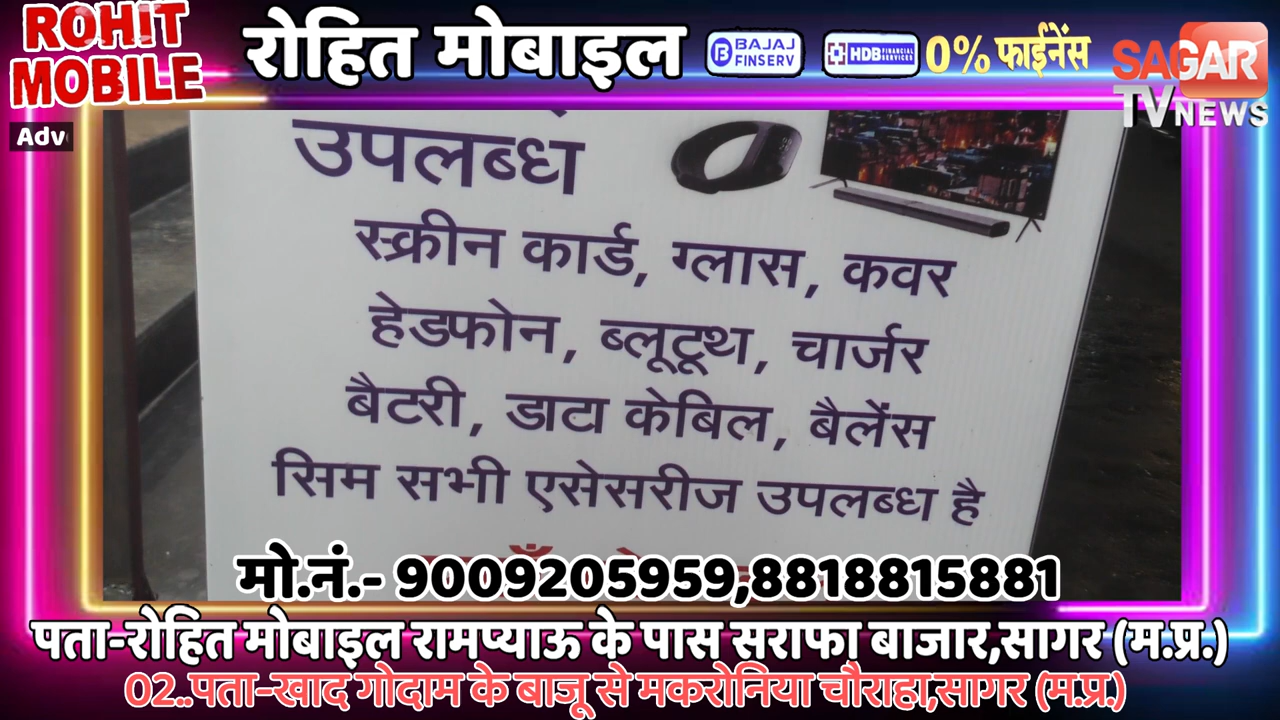 ROHIT
MOBILE
रोहित मोबाइल
BAJAJ
FINSERV
HDB FINANCIAL
SERVICES
0% फाईनेंस
SAGAR
TV NEWS
Adv
उपलब्ध
स्क्रीन कार्ड, ग्लास, कवर
हेडफोन, ब्लूटूथ, चार्जर
बैटरी, डाटा केबिल, बैलेंस
सिम सभी एसेसरीज उपलब्ध है
मो.नं.- 9009205959,8818815881
पता-रोहित मोबाइल रामप्याऊ के पास सराफा बाजार,सागर (म.प्र.)
02..पता-खाद गोदाम के बाजू से मकरोनिया चौराहा,सागर (म.प्र.)